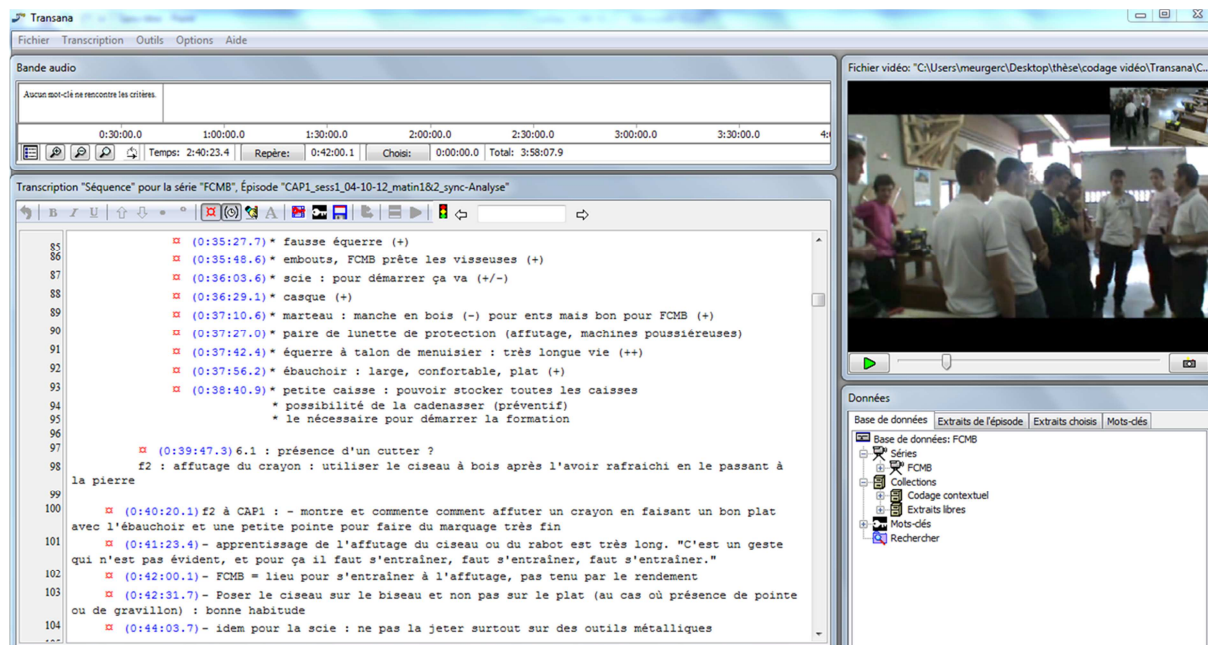 Transana
Fichier Transcription Outils Options Aide
Bande audio
Aucun mot-clé ne rencontre les critères.
0:30:00.0 1:00:00.0 1:30:00.0 2:00:00.0 2:30:00.0 3:00:00.0 3:30:00.0 4:
Temps: 2:40:23.4 Repère: 0:42:00.1 Choisi: 0:00:00.0 Total: 3:58:07.9
Transcription "Séquence" pour la série "FCMB", Épisode "CAP1_sess1_04-10-12_matin1&2_sync-Analyse"
B I U A
85 ¤ (0:35:27.7)* fausse équerre (+)
86 ¤ (0:35:48.6)* embouts, FCMB prête les visseuses (+)
87 ¤ (0:36:03.6)* scie : pour démarrer ça va (+/-)
88 ¤ (0:36:29.1)* casque (+)
89 ¤ (0:37:10.6)* marteau : manche en bois (-) pour ents mais bon pour FCMB (+)
90 ¤ (0:37:27.0)* paire de lunette de protection (affutage, machines poussiéreuses)
91 ¤ (0:37:42.4)* équerre à talon de menuisier : très longue vie (++)
92 ¤ (0:37:56.2)* ébauchoir : large, confortable, plat (+)
93 ¤ (0:38:40.9)* petite caisse : pouvoir stocker toutes les caisses
94 * possibilité de la cadenasser (préventif)
95 * le nécessaire pour démarrer la formation
96
97 ¤ (0:39:47.3)6.1 : présence d'un cutter ?
98 f2 : affutage du crayon : utiliser le ciseau à bois après l'avoir rafraichi en le passant à
la pierre
99
100 ¤ (0:40:20.1)f2 à CAP1 : - montre et commente comment affuter un crayon en faisant un bon plat
avec l'ébauchoir et une petite pointe pour faire du marquage très fin
101 ¤ (0:41:23.4)- apprentissage de l'affutage du ciseau ou du rabot est très long. "C'est un geste
qui n'est pas évident, et pour ça il faut s'entraîner, faut s'entraîner, faut s'entraîner."
102 ¤ (0:42:00.1)- FCMB = lieu pour s'entraîner à l'affutage, pas tenu par le rendement
103 ¤ (0:42:31.7)- Poser le ciseau sur le biseau et non pas sur le plat (au cas où présence de pointe
ou de gravillon) : bonne habitude
104 ¤ (0:44:03.7)- idem pour la scie : ne pas la jeter surtout sur des outils métalliques
Fichier vidéo: "C:\Users\meurgerc\Desktop\thèse\codage vidéo\Transana\C...
Données
Base de données Extraits de l'épisode Extraits choisis Mots-clés
Base de données: FCMB
Séries
FCMB
Collections
Codage contextuel
Extraits libres
Mots-clés
Rechercher